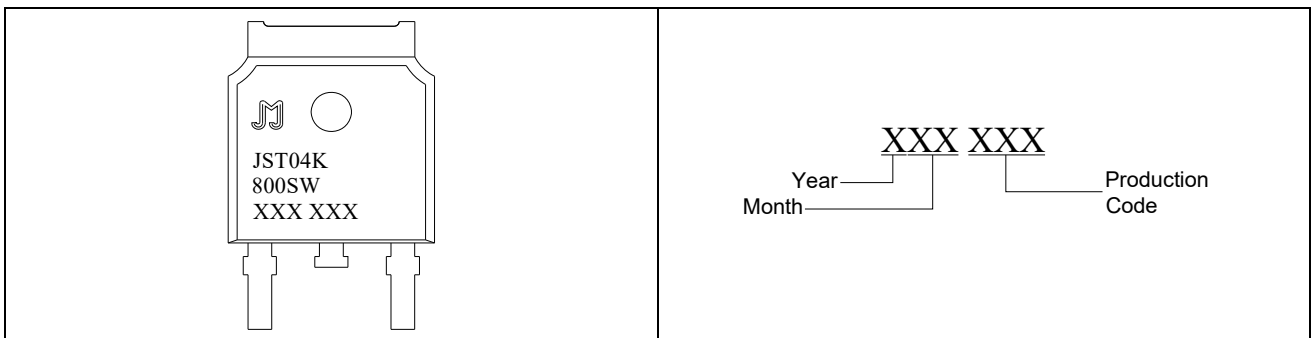 JST04K
800SW
XXX XXX
XXX XXX
Year
Month
Production
Code